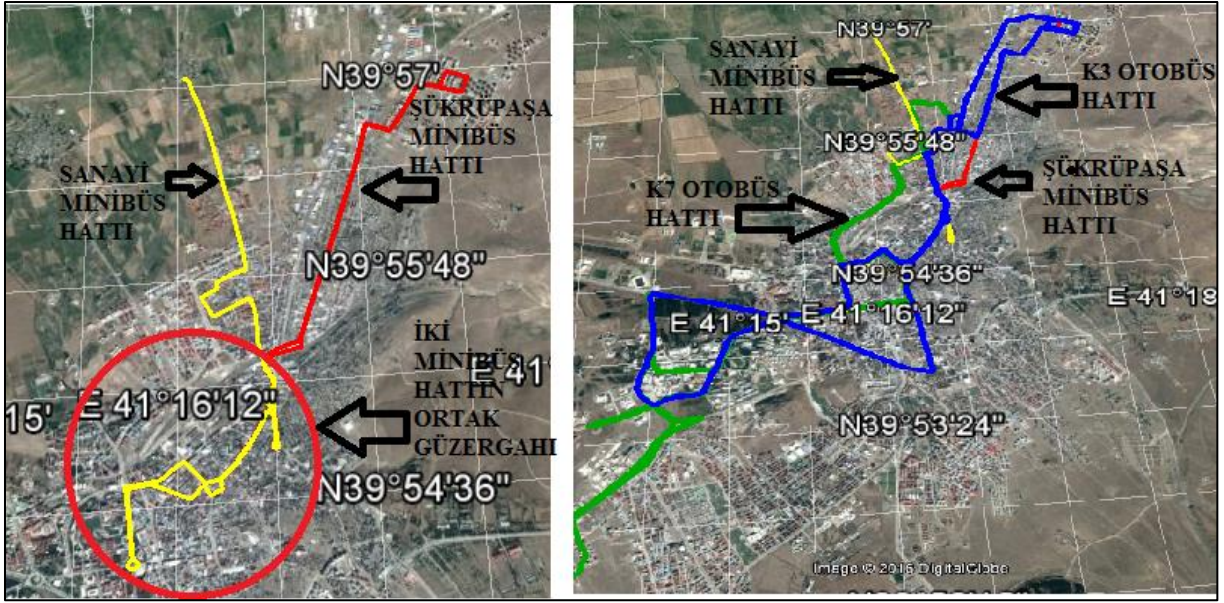 N39°57'
ŞÜKRÜPAŞA
MİNİBÜS
HATTI
SANAYİ
MİNİBÜS
HATTI
N39°55'48"
İKİ
MİNİBÜS
HATTIN
ORTAK
GÜZERGAHI
E 41°
15'
E 41°16'12"
N39°54'36"
N39°57'
SANAYİ
MİNİBÜS
HATTI
K3 OTOBÜS
HATTI
N39°55'48"
K7 OTOBÜS
HATTI
ŞÜKRÜPAŞA
MİNİBÜS
HATTI
N39°54'36"
E 41°15'
E 41°16'12"
E 41°18
N39°53'24"
Image © 2016 DigitalGlobe